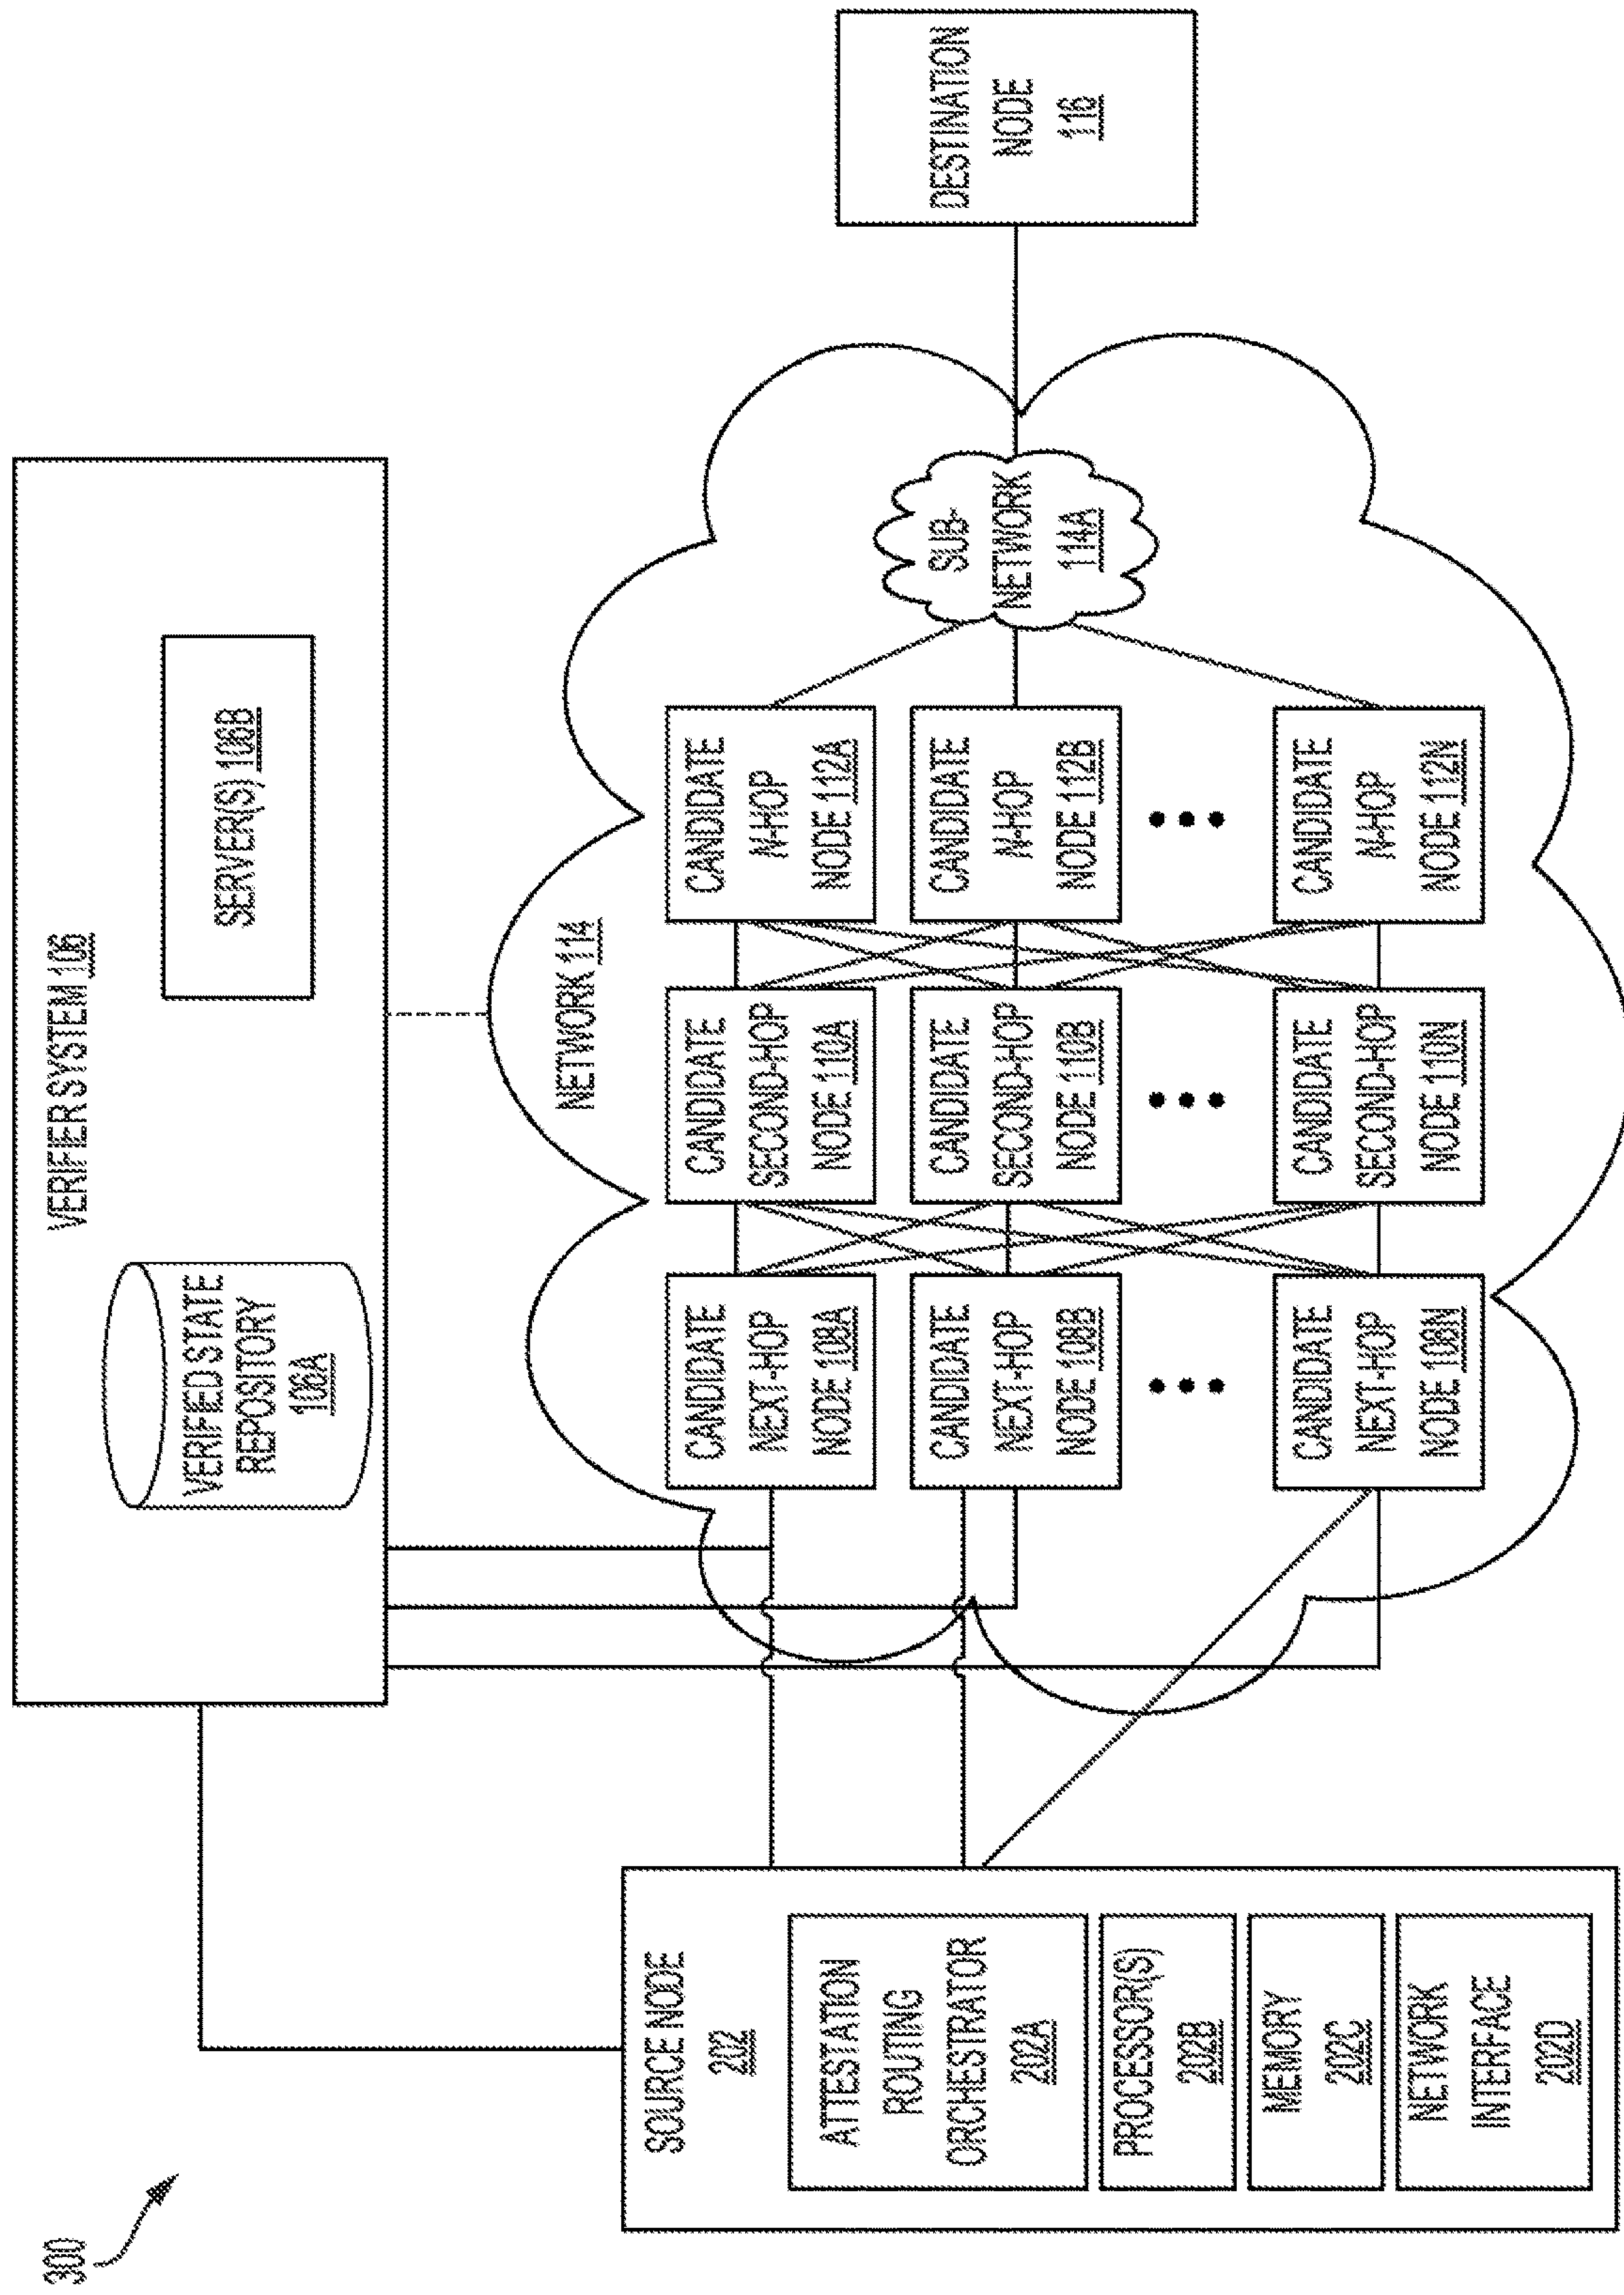 300
VERIFIER SYSTEM 106
VERIFIED STATE
REPOSITORY
106A
SERVER(S) 106B
SOURCE NODE
202
ATTESTATION
ROUTING
ORCHESTRATOR
202A
PROCESSOR(S)
202B
MEMORY
202C
NETWORK
INTERFACE
202D
NETWORK 114
CANDIDATE
NEXT-HOP
NODE 108A
CANDIDATE
SECOND-HOP
NODE 110A
CANDIDATE
N-HOP
NODE 112A
CANDIDATE
NEXT-HOP
NODE 108B
CANDIDATE
SECOND-HOP
NODE 110B
CANDIDATE
N-HOP
NODE 112B
CANDIDATE
NEXT-HOP
NODE 108N
CANDIDATE
SECOND-HOP
NODE 110N
CANDIDATE
N-HOP
NODE 112N
SUB-
NETWORK
114A
DESTINATION
NODE
116